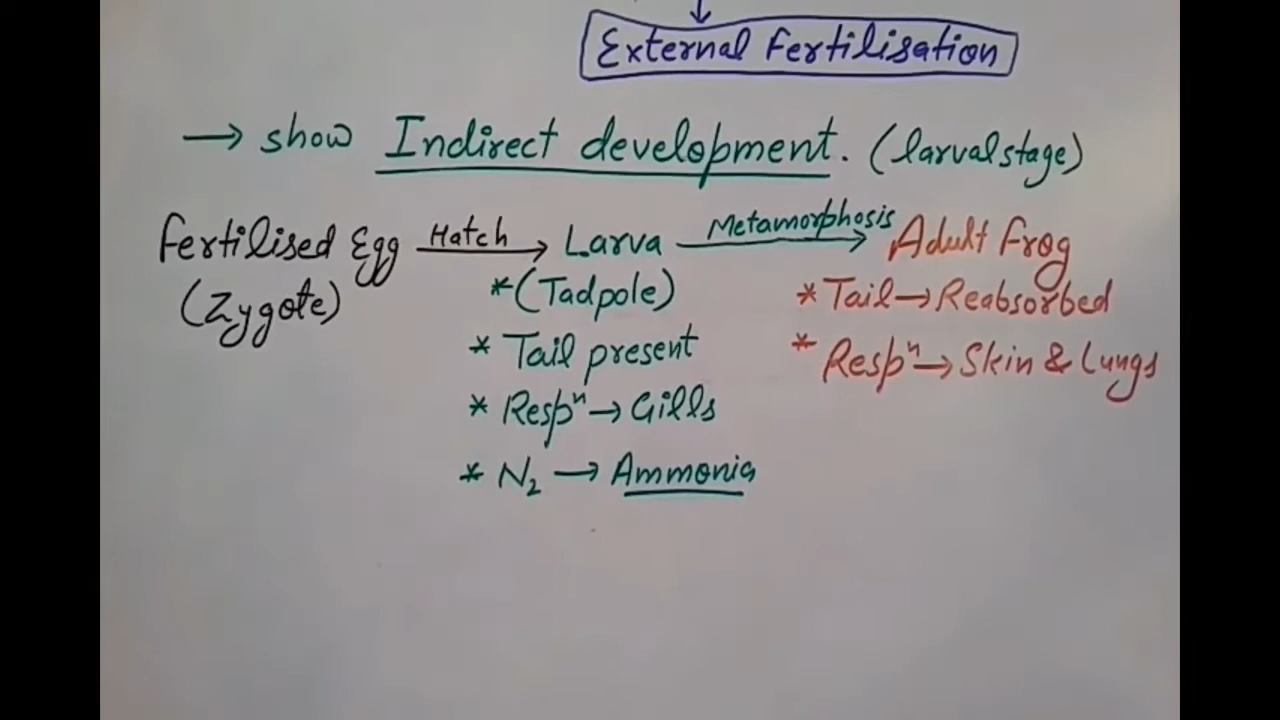 External Fertilisation
→ show Indirect development. (larval stage)
Fertilised Egg Hatch → Larva Metamorphosis → Adult Frog
(Zygote)
*(Tadpole)
* Tail → Reabsorbed
* Tail present
* Respⁿ → Skin & Lungs
* Respⁿ → Gills
* N₂ → Ammonia